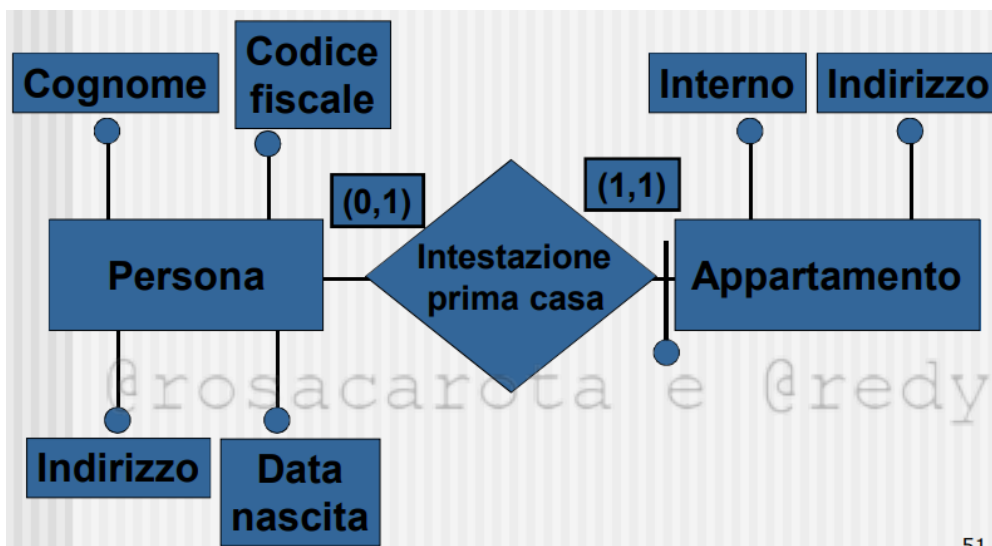 Cognome
Codice
fiscale
Interno
Indirizzo
(0,1)
(1,1)
Persona
Intestazione
prima casa
Appartamento
@rosacarota e @redy
Indirizzo
Data
nascita
51